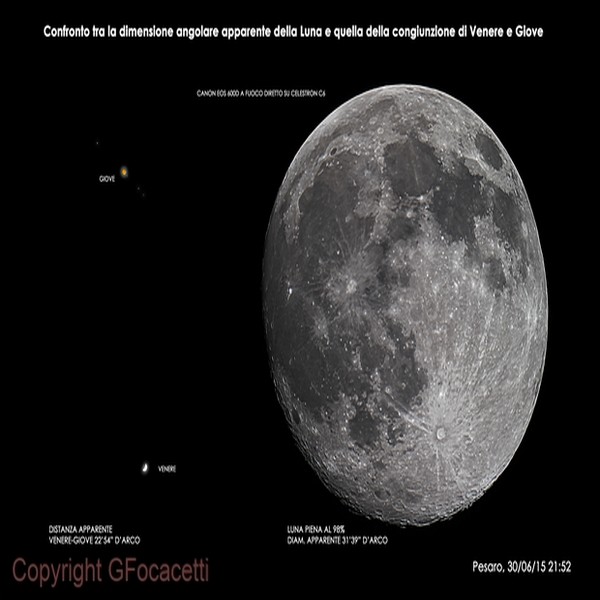 Confronto tra la dimensione angolare apparente della Luna e quella della congiunzione di Venere e Giove
CANON EOS 600D A FUOCO DIRETTO SU CELESTRON C6
GIOVE
VENERE
DISTANZA APPARENTE
VENERE-GIOVE 22'54" D'ARCO
LUNA PIENA AL 98%
DIAM. APPARENTE 31'39" D'ARCO
Pesaro, 30/06/15 21:52
Copyright GFocacetti